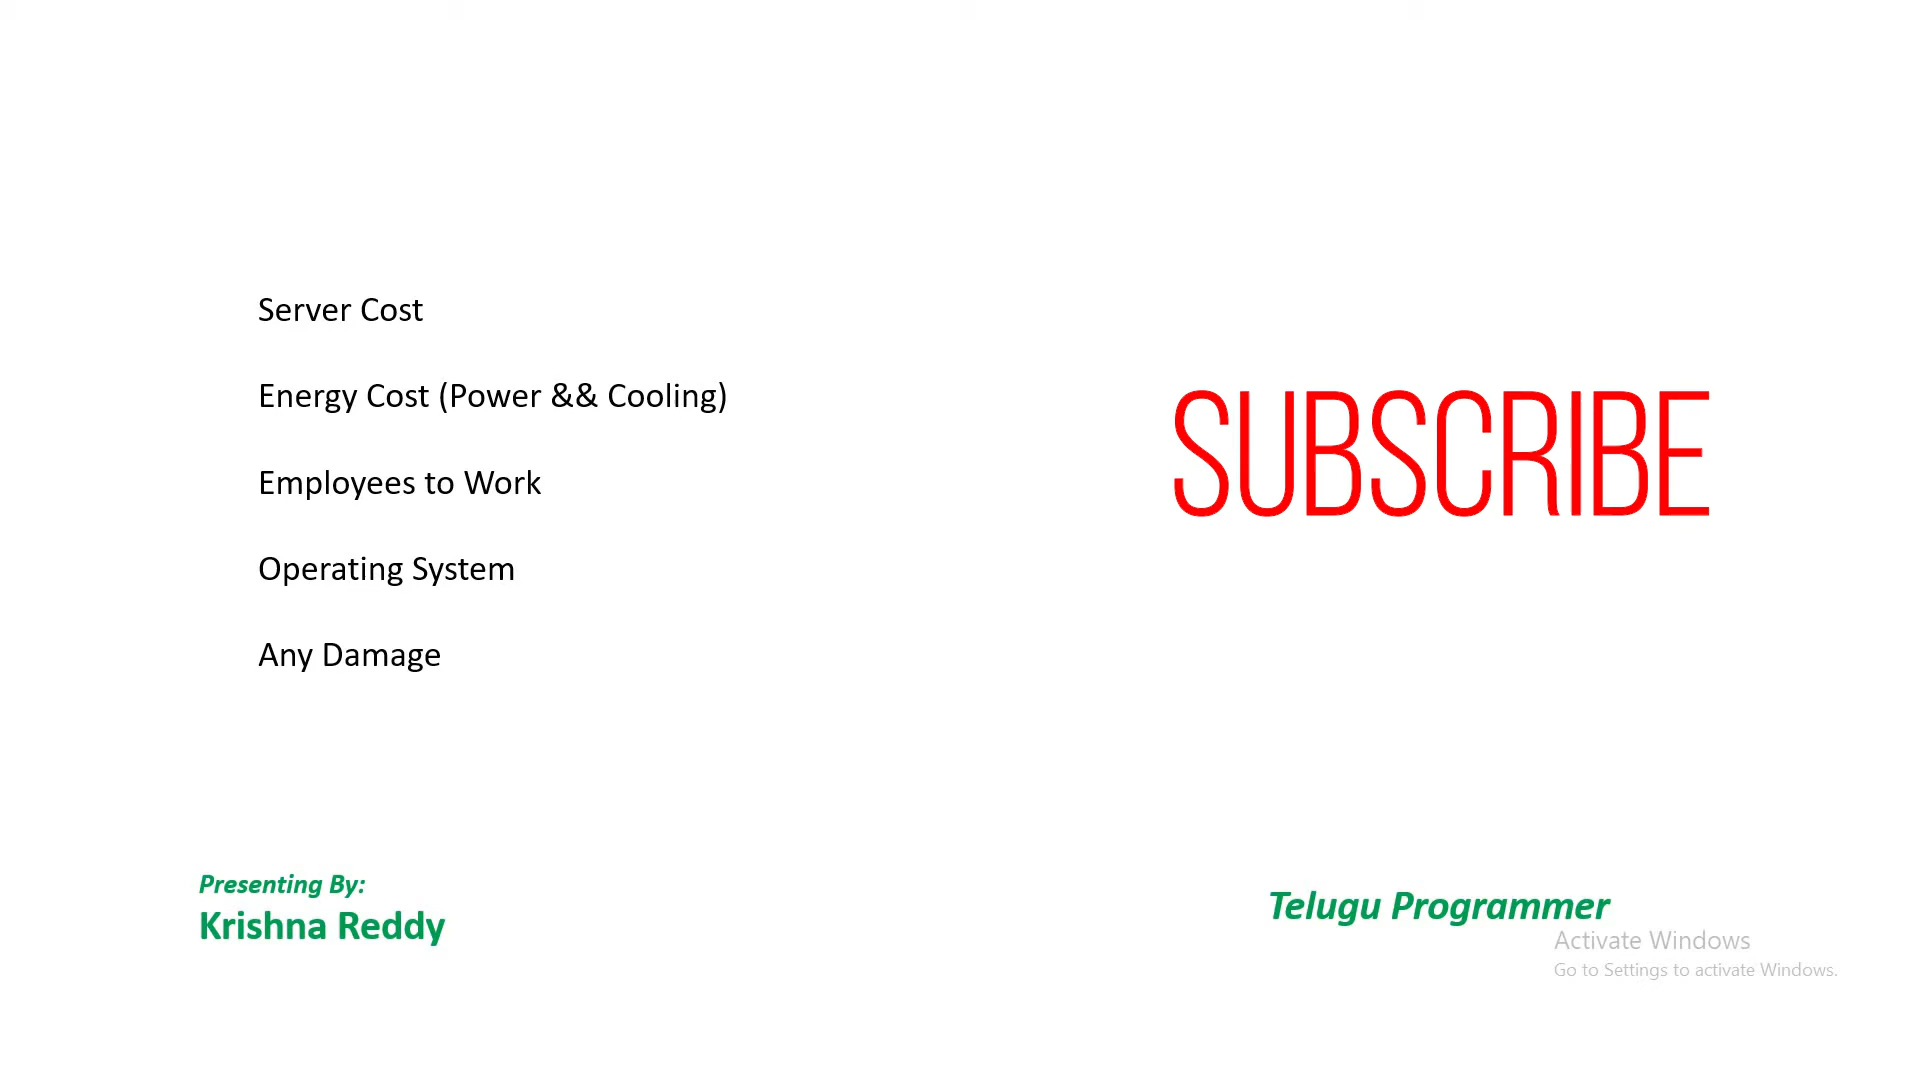 Server Cost
Energy Cost (Power && Cooling)
Employees to Work
Operating System
Any Damage
SUBSCRIBE
Presenting By:
Krishna Reddy
Telugu Programmer
Activate Windows
Go to Settings to activate Windows.